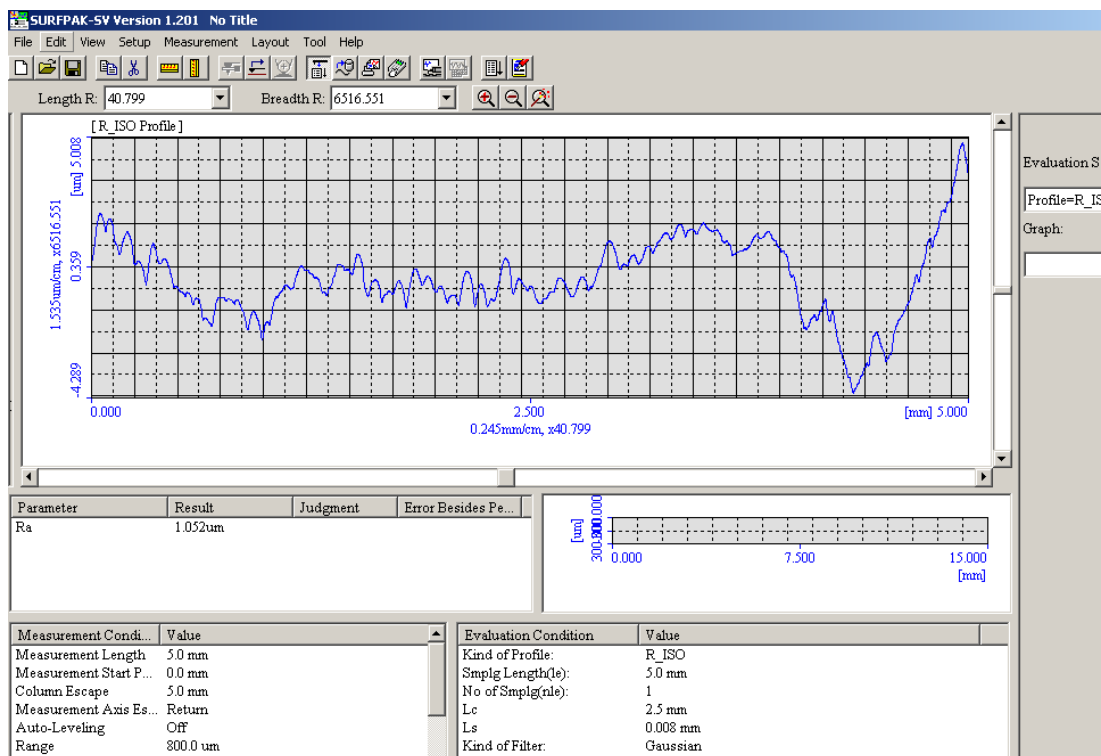 SURFPAK-SV Version 1.201 No Title
File Edit View Setup Measurement Layout Tool Help
Length R: 40.799 Breadth R: 6516.551
[ R_ISO Profile ]
[um] 5.008
0.359
-4.289
1.535um/cm, x6516.551
0.000 2.500 [mm] 5.000
0.245mm/cm, x40.799
Evaluation S
Profile=R_IS
Graph:
Parameter Result Judgment Error Besides Pe...
Ra 1.052um
[um]
0.000 7.500 15.000
[mm]
Measurement Condi... Value
Measurement Length 5.0 mm
Measurement Start P... 0.0 mm
Column Escape 5.0 mm
Measurement Axis Es... Return
Auto-Leveling Off
Range 800.0 um
Evaluation Condition Value
Kind of Profile: R_ISO
Smplg Length(le): 5.0 mm
No of Smplg(nle): 1
Lc 2.5 mm
Ls 0.008 mm
Kind of Filter: Gaussian